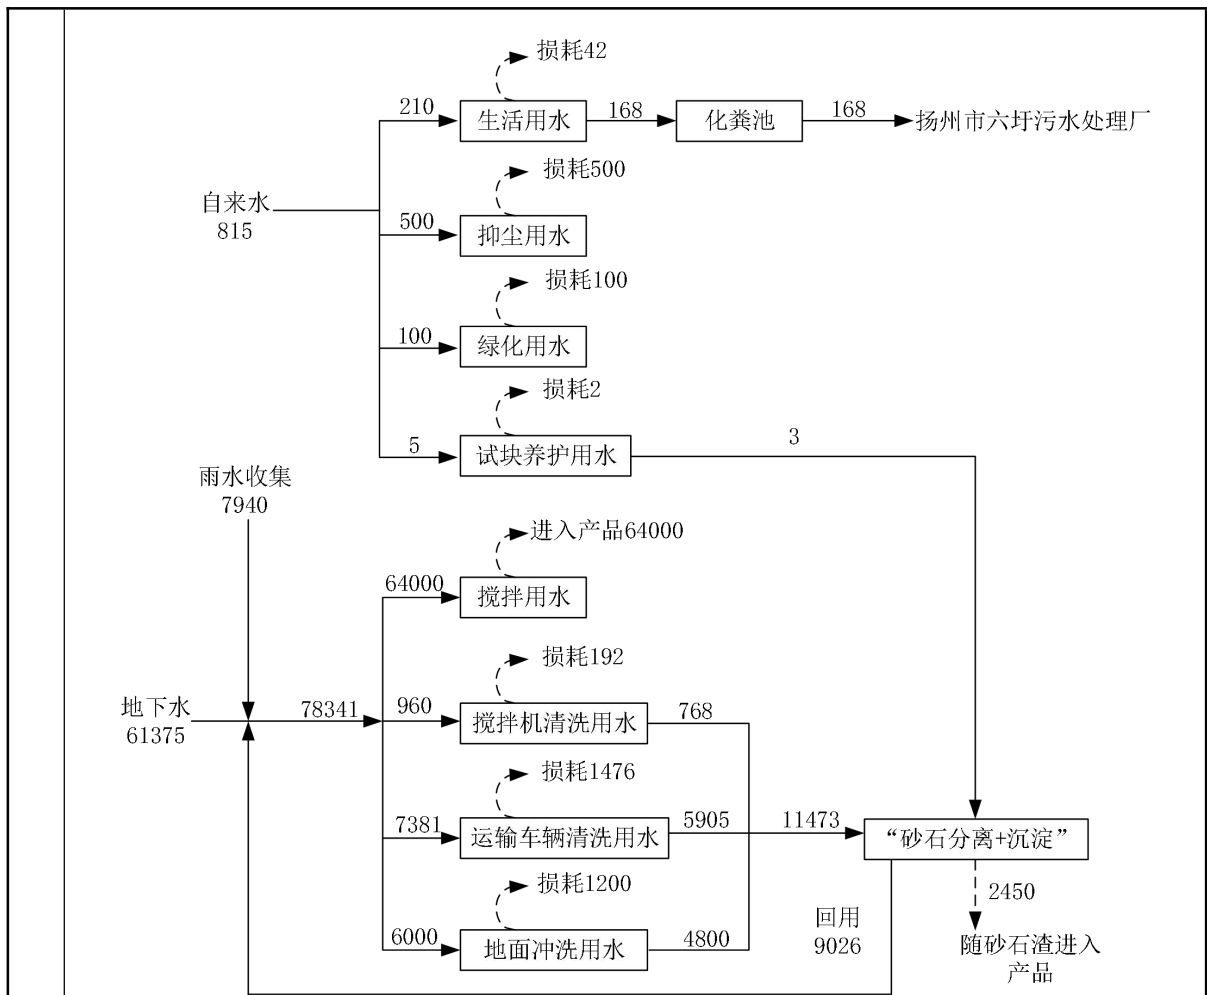 损耗42
210
生活用水
168
化粪池
168
扬州市六圩污水处理厂
损耗500
自来水
815
500
抑尘用水
损耗100
100
绿化用水
损耗2
5
试块养护用水
3
雨水收集
7940
进入产品64000
64000
搅拌用水
损耗192
地下水
61375
78341
960
搅拌机清洗用水
768
损耗1476
7381
运输车辆清洗用水
5905
11473
“砂石分离+沉淀”
损耗1200
2450
6000
地面冲洗用水
4800
回用
9026
随砂石渣进入
产品